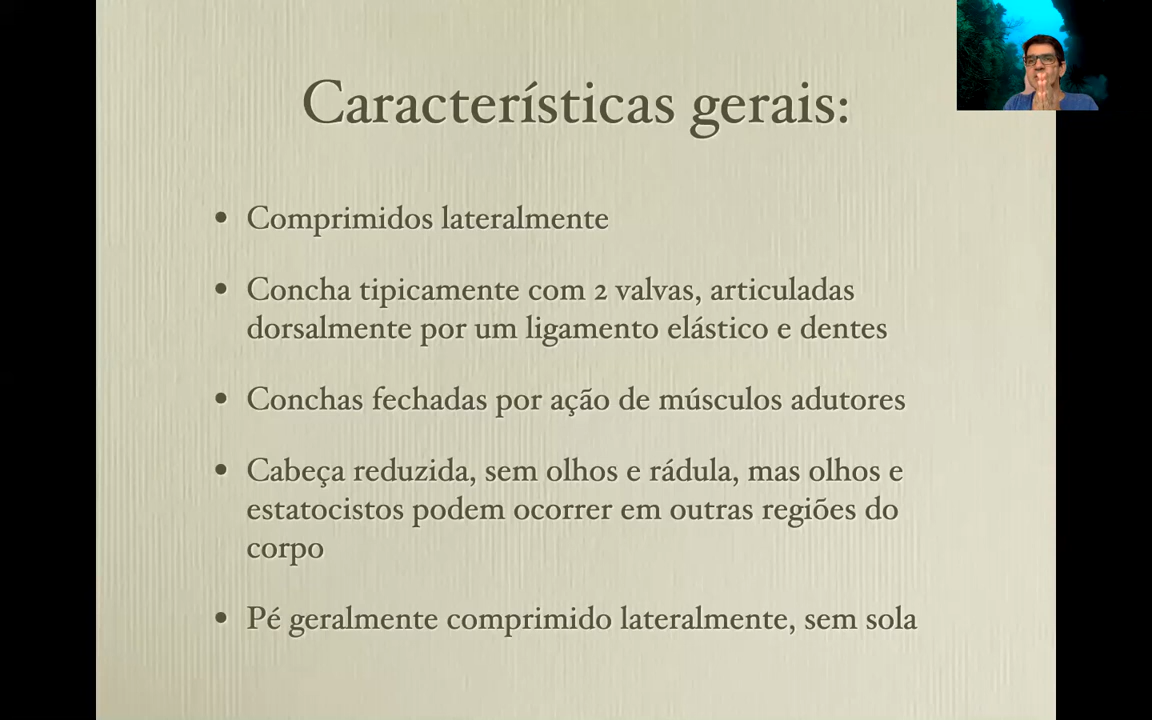 Características gerais:
• Comprimidos lateralmente
• Concha tipicamente com 2 valvas, articuladas
dorsalmente por um ligamento elástico e dentes
• Conchas fechadas por ação de músculos adutores
• Cabeça reduzida, sem olhos e rádula, mas olhos e
estatocistos podem ocorrer em outras regiões do
corpo
• Pé geralmente comprimido lateralmente, sem sola